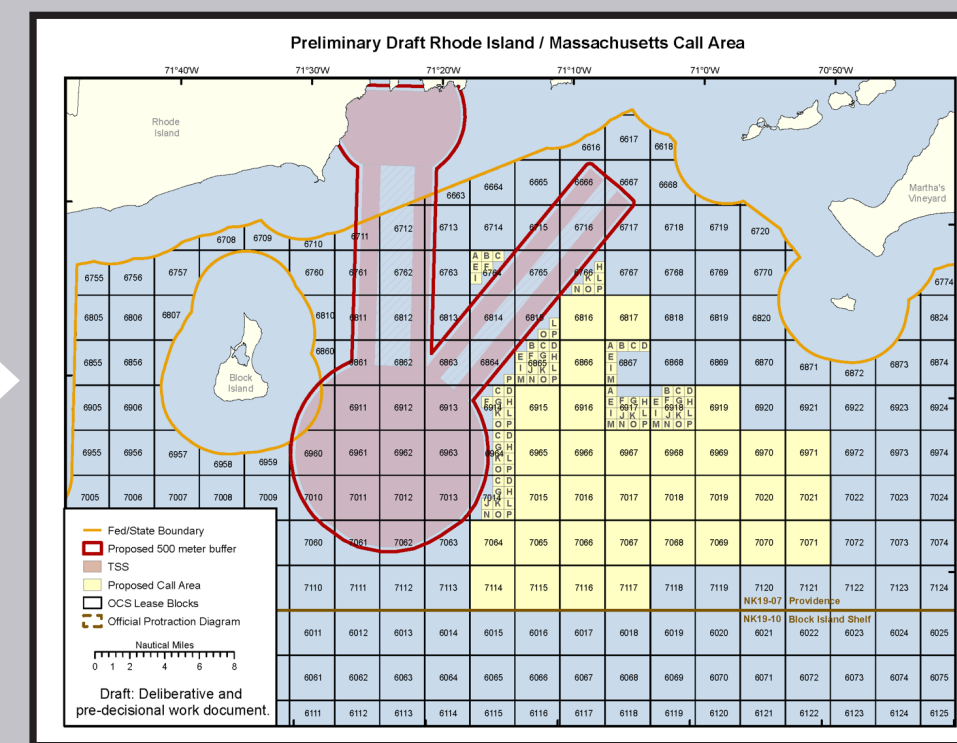 Preliminary Draft Rhode Island / Massachusetts Call Area
71°40'W 71°30'W 71°20'W 71°10'W 71°0'W 70°50'W
Rhode
Island
Martha's
Vineyard
Block
Island
6616 6617 6618
6663 6664 6665 6666 6667 6668
6708 6709 6710 6711 6712 6713 6714 6715 6716 6717 6718 6719 6720
A B C
E F
I
H
K L
N O P
6755 6756 6757 6760 6761 6762 6763 6764 6765 6766 6767 6768 6769 6770 6774
6805 6806 6807 6810 6811 6812 6813 6814 6815 6816 6817 6818 6819 6820 6824
L
O P
B C D
E F G H
I J K L
P M N O P
A B C D
E
I
M
6855 6856 6860 6861 6862 6863 6864 6865 6866 6867 6868 6869 6870 6871 6872 6873 6874
C D
F G H
K L
O P
A
E F G H
I J K L
M N O P
B C D
E F G H
I J K L
M N O P
6905 6906 6911 6912 6913 6914 6915 6916 6917 6918 6919 6920 6921 6922 6923 6924
C D
G H
K L
O P
6955 6956 6957 6958 6959 6960 6961 6962 6963 6964 6965 6966 6967 6968 6969 6970 6971 6972 6973 6974
C D
G H
J K L
N O P
7005 7006 7007 7008 7009 7010 7011 7012 7013 7014 7015 7016 7017 7018 7019 7020 7021 7022 7023 7024
7060 7061 7062 7063 7064 7065 7066 7067 7068 7069 7070 7071 7072 7073 7074
7110 7111 7112 7113 7114 7115 7116 7117 7118 7119 7120 7121 7122 7123 7124
NK19-07 Providence
NK19-10 Block Island Shelf
6011 6012 6013 6014 6015 6016 6017 6018 6019 6020 6021 6022 6023 6024 6025
6061 6062 6063 6064 6065 6066 6067 6068 6069 6070 6071 6072 6073 6074 6075
6111 6112 6113 6114 6115 6116 6117 6118 6119 6120 6121 6122 6123 6124 6125
Fed/State Boundary
Proposed 500 meter buffer
TSS
Proposed Call Area
OCS Lease Blocks
Official Protraction Diagram
Nautical Miles
0 1 2 4 6 8
Draft: Deliberative and
pre-decisional work document.